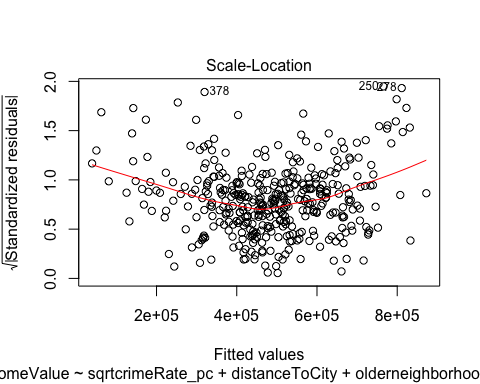 Scale-Location
√|Standardized residuals|
0.0 0.5 1.0 1.5 2.0
378
278
2e+05 4e+05 6e+05 8e+05
Fitted values
omeValue ~ sqrtcrimeRate_pc + distanceToCity + olderneighborhoo